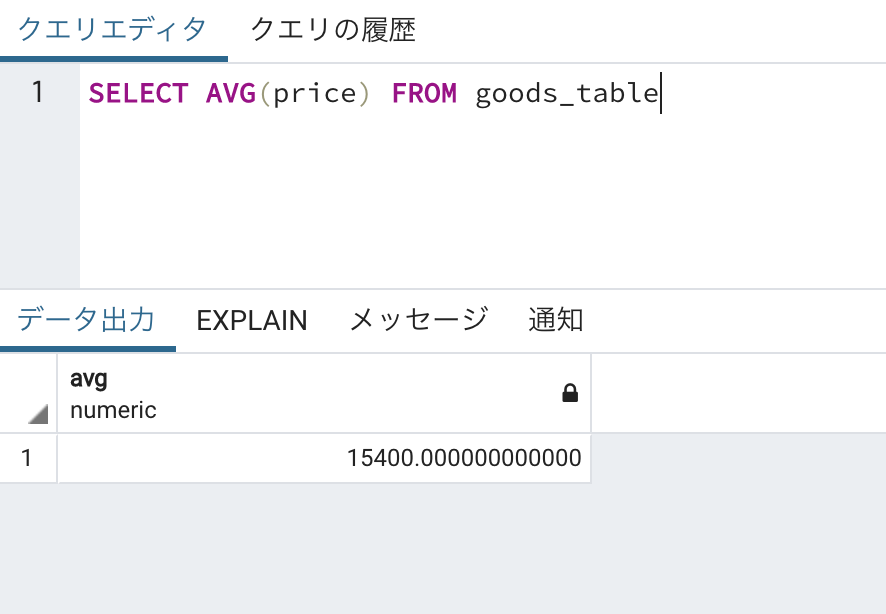 クエリエディタ クエリの履歴
1 SELECT AVG(price) FROM goods_table
データ出力 EXPLAIN メッセージ 通知
avg
numeric
1 15400.000000000000